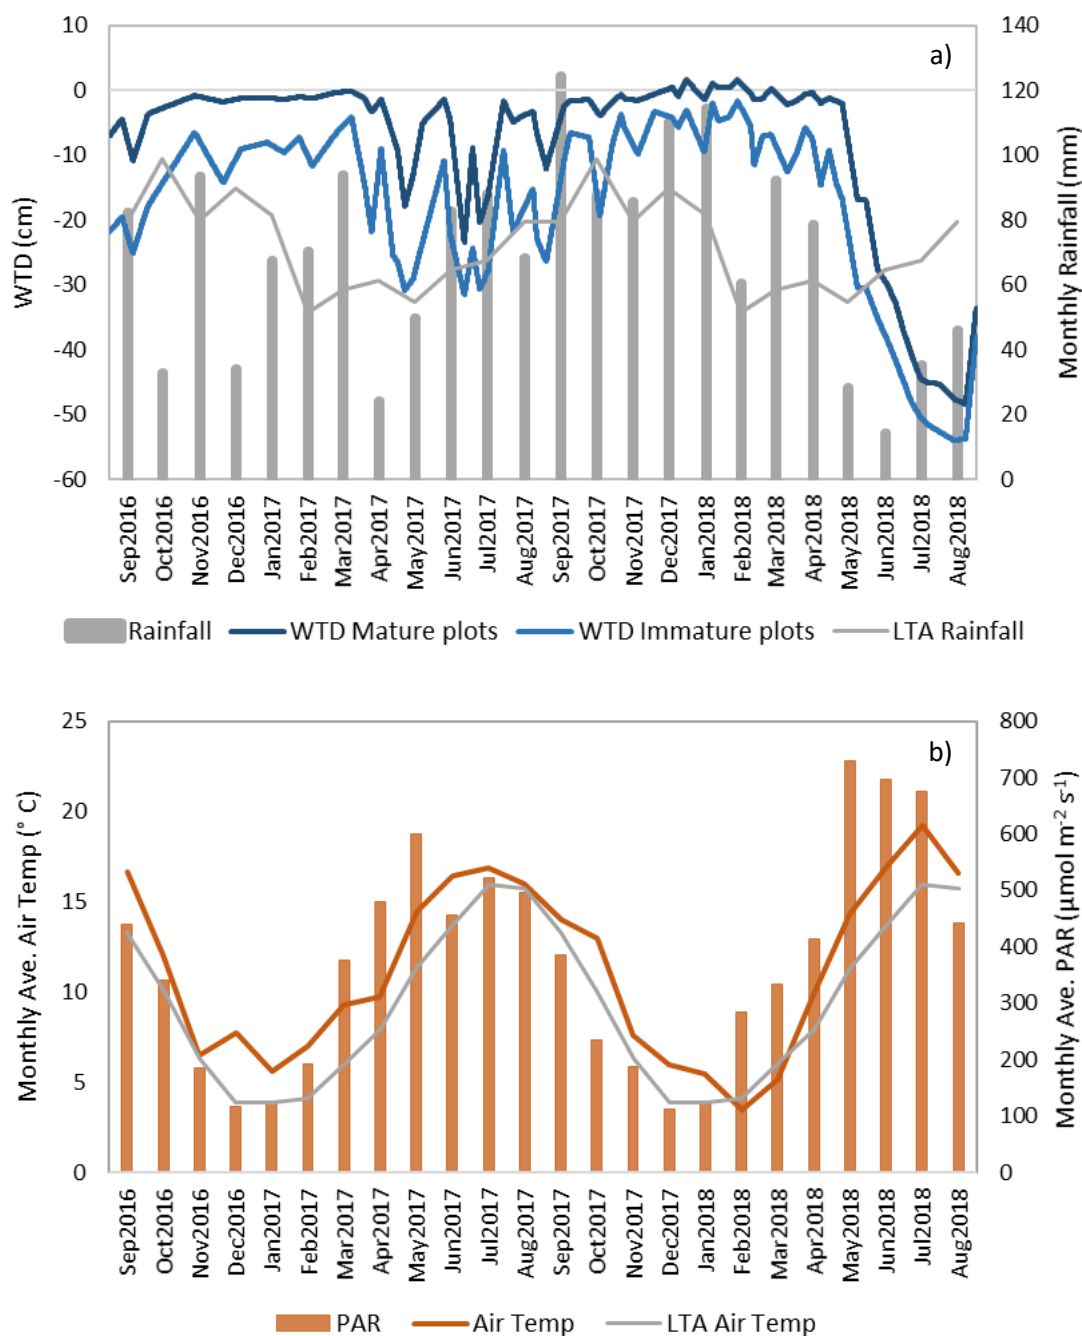 10
0
-10
-20
-30
-40
-50
-60
WTD (cm)
140
120
100
80
60
40
20
0
Monthly Rainfall (mm)
a)
Sep2016
Oct2016
Nov2016
Dec2016
Jan2017
Feb2017
Mar2017
Apr2017
May2017
Jun2017
Jul2017
Aug2017
Sep2017
Oct2017
Nov2017
Dec2017
Jan2018
Feb2018
Mar2018
Apr2018
May2018
Jun2018
Jul2018
Aug2018
Rainfall WTD Mature plots WTD Immature plots LTA Rainfall
25
20
15
10
5
0
Monthly Ave. Air Temp (° C)
800
700
600
500
400
300
200
100
0
Monthly Ave. PAR (µmol m⁻² s⁻¹)
b)
Sep2016
Oct2016
Nov2016
Dec2016
Jan2017
Feb2017
Mar2017
Apr2017
May2017
Jun2017
Jul2017
Aug2017
Sep2017
Oct2017
Nov2017
Dec2017
Jan2018
Feb2018
Mar2018
Apr2018
May2018
Jun2018
Jul2018
Aug2018
PAR Air Temp LTA Air Temp